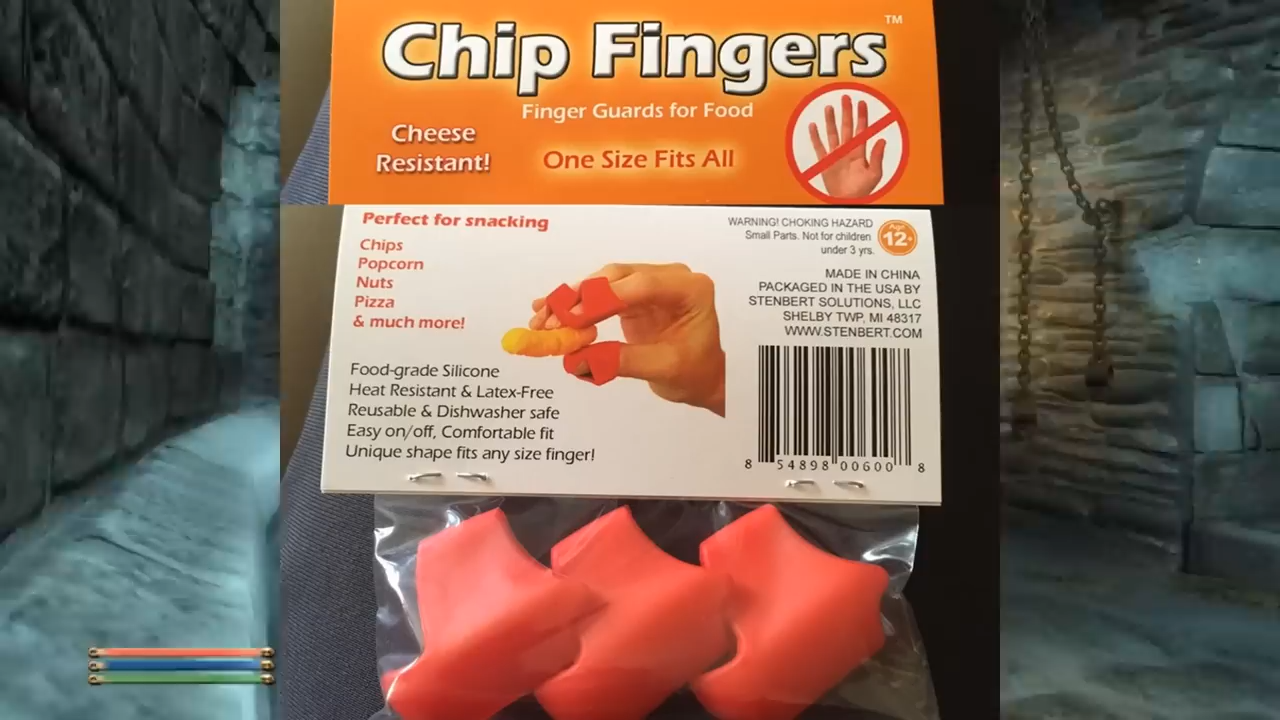 Chip Fingers™
Finger Guards for Food
Cheese
Resistant!
One Size Fits All
Perfect for snacking
Chips
Popcorn
Nuts
Pizza
& much more!
WARNING! CHOKING HAZARD
Small Parts. Not for children
under 3 yrs.
Age
12+
MADE IN CHINA
PACKAGED IN THE USA BY
STENBERT SOLUTIONS, LLC
SHELBY TWP, MI 48317
WWW.STENBERT.COM
Food-grade Silicone
Heat Resistant & Latex-Free
Reusable & Dishwasher safe
Easy on/off, Comfortable fit
Unique shape fits any size finger!
8 54898 00600 8